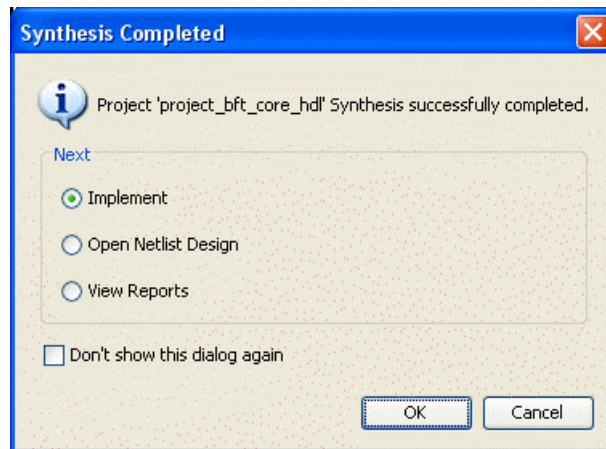 Synthesis Completed
Project 'project_bft_core_hdl' Synthesis successfully completed.
Next
Implement
Open Netlist Design
View Reports
Don't show this dialog again
OK
Cancel